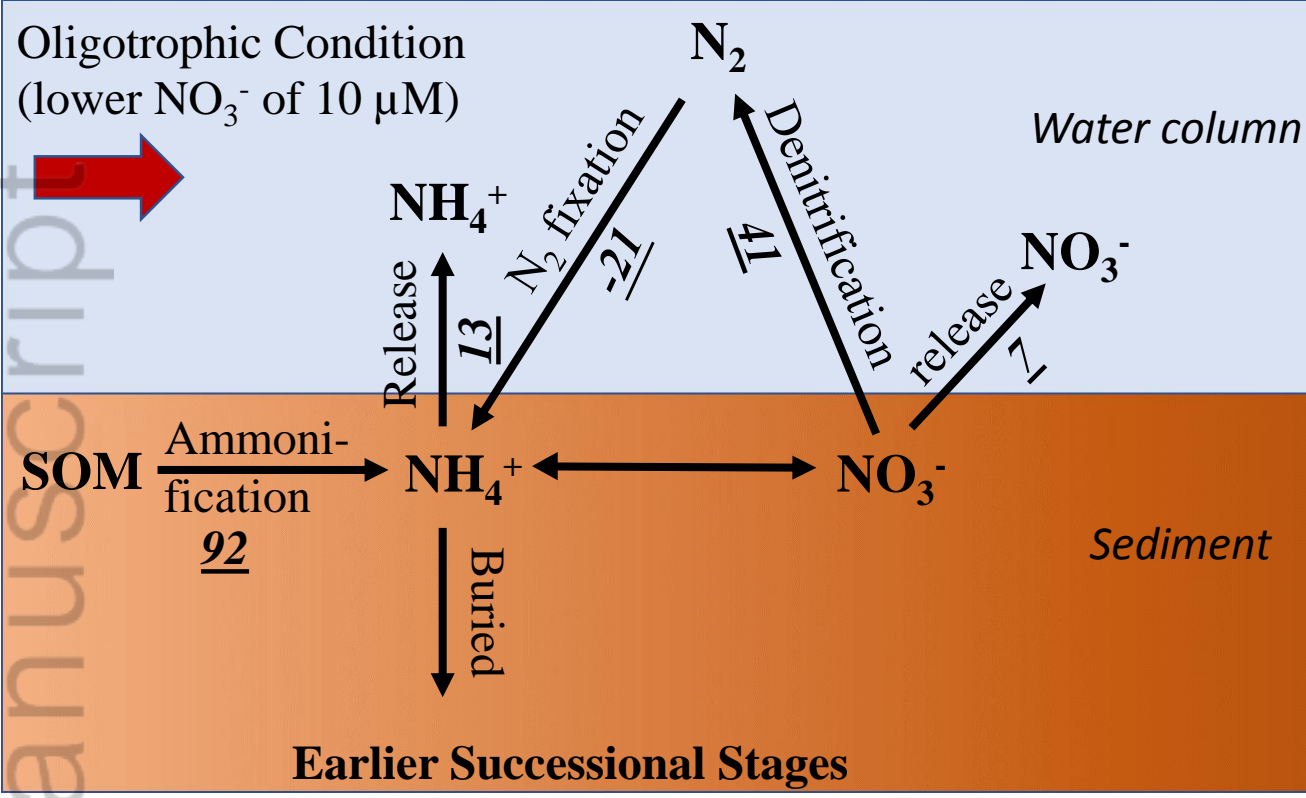 Oligotrophic Condition
(lower NO₃⁻ of 10 µM)
N₂
Water column
NH₄⁺
N₂ fixation
-21
Denitrification
41
NO₃⁻
Release
13
release
7
SOM
Ammoni-
fication
92
NH₄⁺
NO₃⁻
Buried
Sediment
Earlier Successional Stages
anuscript